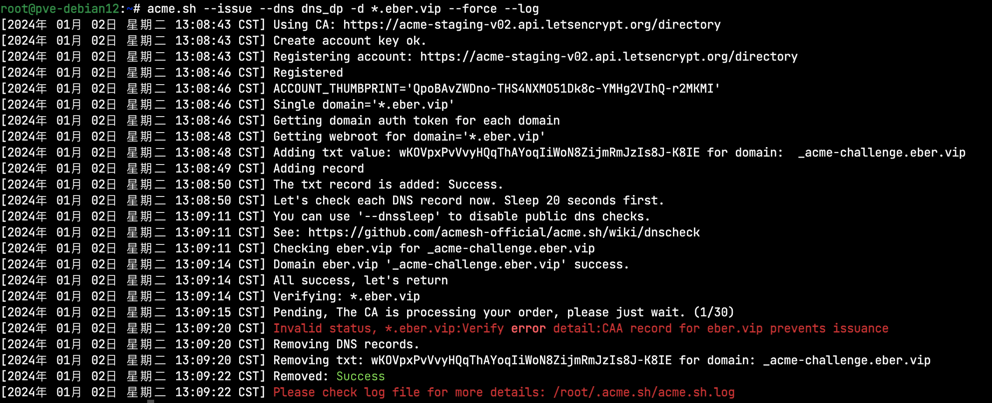 root@pve-debian12:~# acme.sh --issue --dns dns_dp -d *.eber.vip --force --log
[2024年 01月 02日 星期二 13:08:43 CST] Using CA: https://acme-staging-v02.api.letsencrypt.org/directory
[2024年 01月 02日 星期二 13:08:43 CST] Create account key ok.
[2024年 01月 02日 星期二 13:08:43 CST] Registering account: https://acme-staging-v02.api.letsencrypt.org/directory
[2024年 01月 02日 星期二 13:08:46 CST] Registered
[2024年 01月 02日 星期二 13:08:46 CST] ACCOUNT_THUMBPRINT='QpoBAvZWDno-THS4NXMO51Dk8c-YMHg2VIhQ-r2MKMI'
[2024年 01月 02日 星期二 13:08:46 CST] Single domain='*.eber.vip'
[2024年 01月 02日 星期二 13:08:46 CST] Getting domain auth token for each domain
[2024年 01月 02日 星期二 13:08:48 CST] Getting webroot for domain='*.eber.vip'
[2024年 01月 02日 星期二 13:08:48 CST] Adding txt value: wKOVpxPvVvyHQqThAYoqIiWoN8ZijmRmJzIs8J-K8IE for domain:  _acme-challenge.eber.vip
[2024年 01月 02日 星期二 13:08:49 CST] Adding record
[2024年 01月 02日 星期二 13:08:50 CST] The txt record is added: Success.
[2024年 01月 02日 星期二 13:08:50 CST] Let's check each DNS record now. Sleep 20 seconds first.
[2024年 01月 02日 星期二 13:09:11 CST] You can use '--dnssleep' to disable public dns checks.
[2024年 01月 02日 星期二 13:09:11 CST] See: https://github.com/acmesh-official/acme.sh/wiki/dnscheck
[2024年 01月 02日 星期二 13:09:11 CST] Checking eber.vip for _acme-challenge.eber.vip
[2024年 01月 02日 星期二 13:09:14 CST] Domain eber.vip '_acme-challenge.eber.vip' success.
[2024年 01月 02日 星期二 13:09:14 CST] All success, let's return
[2024年 01月 02日 星期二 13:09:14 CST] Verifying: *.eber.vip
[2024年 01月 02日 星期二 13:09:15 CST] Pending, The CA is processing your order, please just wait. (1/30)
[2024年 01月 02日 星期二 13:09:20 CST] Invalid status, *.eber.vip:Verify error detail:CAA record for eber.vip prevents issuance
[2024年 01月 02日 星期二 13:09:20 CST] Removing DNS records.
[2024年 01月 02日 星期二 13:09:20 CST] Removing txt: wKOVpxPvVvyHQqThAYoqIiWoN8ZijmRmJzIs8J-K8IE for domain: _acme-challenge.eber.vip
[2024年 01月 02日 星期二 13:09:22 CST] Removed: Success
[2024年 01月 02日 星期二 13:09:22 CST] Please check log file for more details: /root/.acme.sh/acme.sh.log